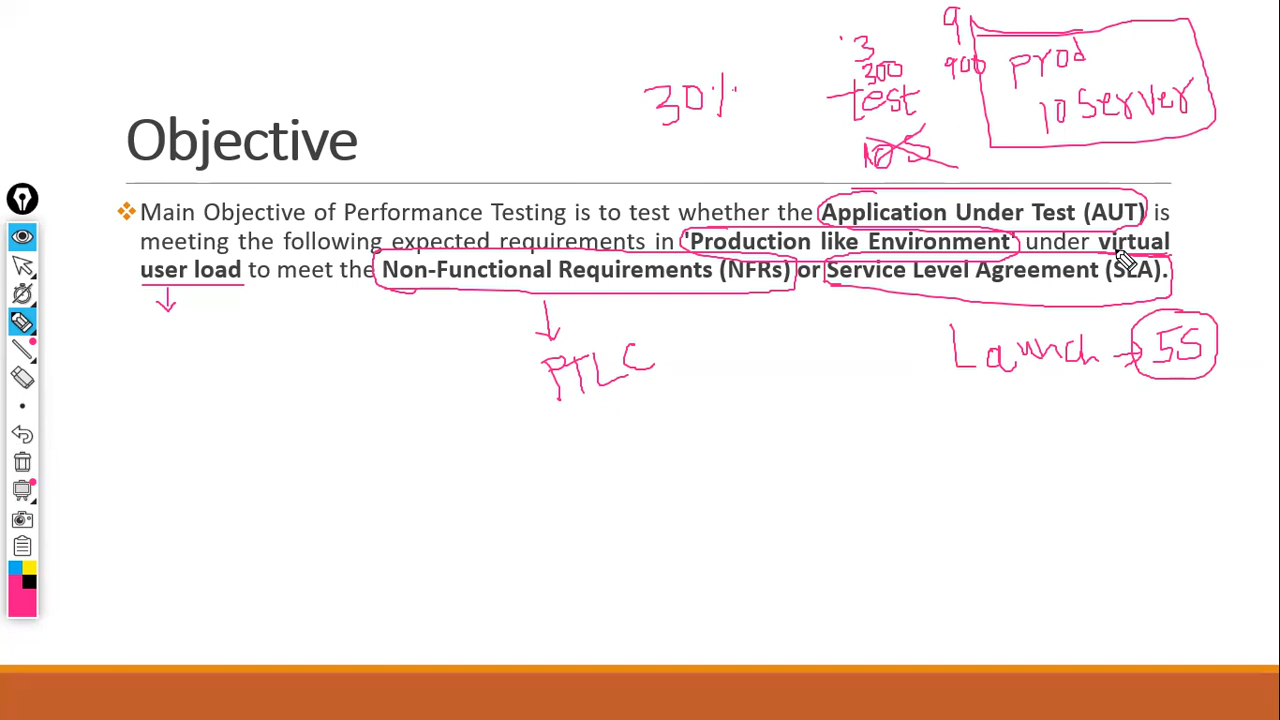 9
3
300
900
prod
30%
test
10 Server
Objective
Main Objective of Performance Testing is to test whether the Application Under Test (AUT) is
meeting the following expected requirements in 'Production like Environment' under virtual
user load to meet the Non-Functional Requirements (NFRs) or Service Level Agreement (SLA).
Launch → 5S
PTLC